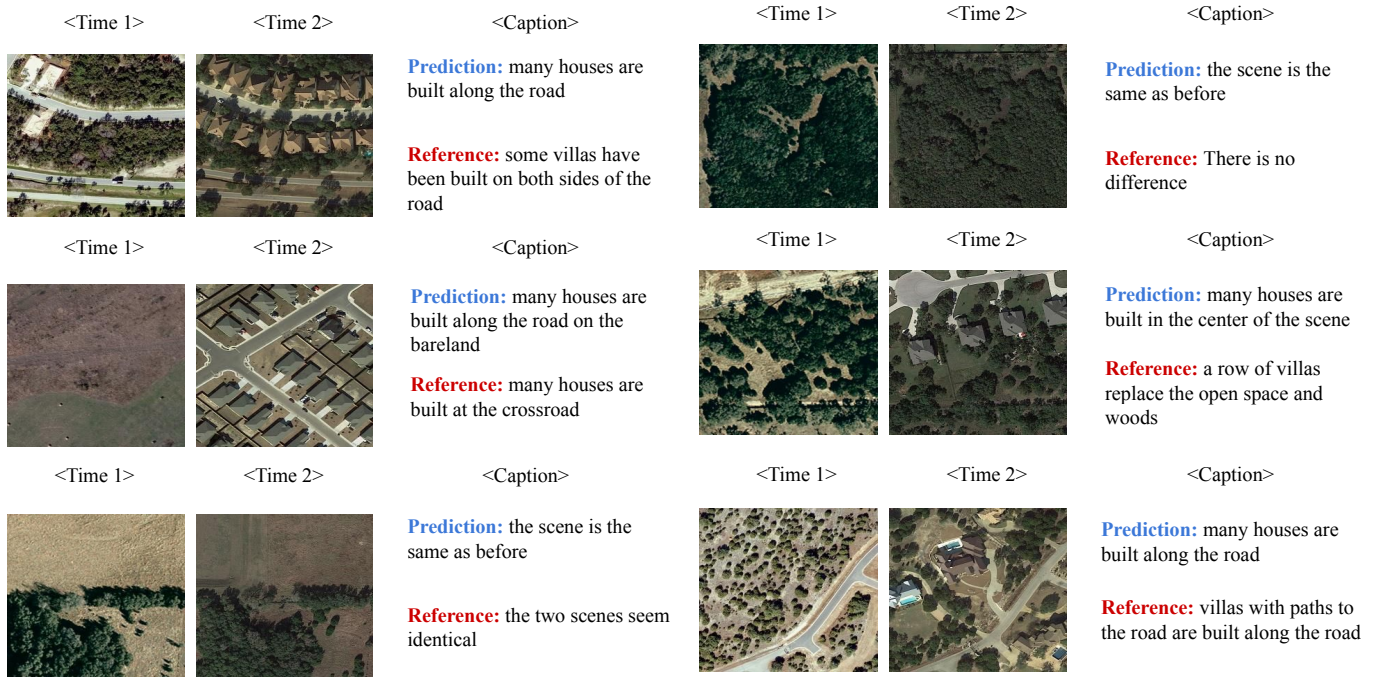 <Time 1> <Time 2> <Caption>
Prediction: many houses are
built along the road
Reference: some villas have
been built on both sides of the
road
<Time 1> <Time 2> <Caption>
Prediction: the scene is the
same as before
Reference: There is no
difference
<Time 1> <Time 2> <Caption>
Prediction: many houses are
built along the road on the
bareland
Reference: many houses are
built at the crossroad
<Time 1> <Time 2> <Caption>
Prediction: many houses are
built in the center of the scene
Reference: a row of villas
replace the open space and
woods
<Time 1> <Time 2> <Caption>
Prediction: the scene is the
same as before
Reference: the two scenes seem
identical
<Time 1> <Time 2> <Caption>
Prediction: many houses are
built along the road
Reference: villas with paths to
the road are built along the road